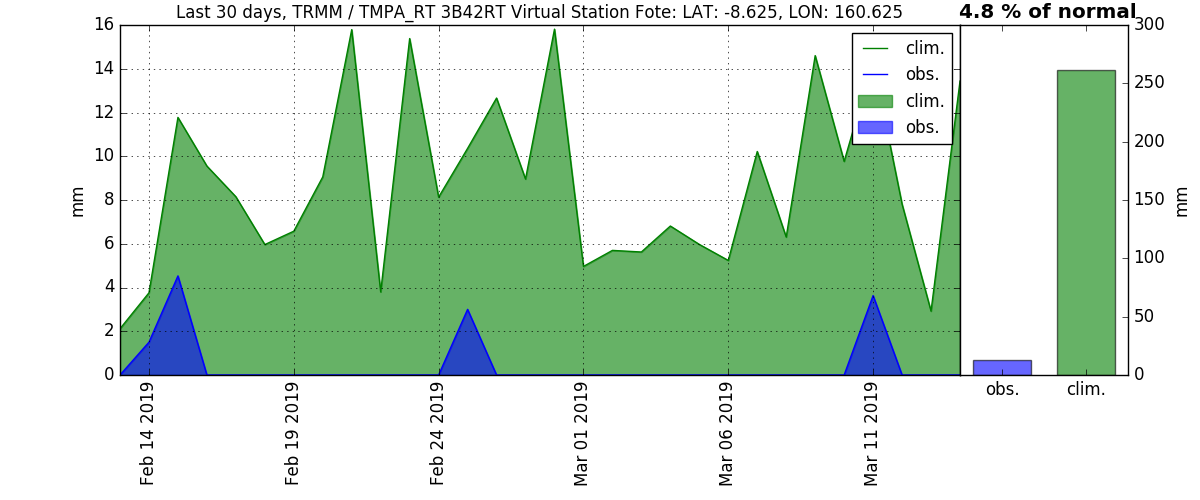 Last 30 days, TRMM / TMPA_RT 3B42RT Virtual Station Fote: LAT: -8.625, LON: 160.625
4.8 % of normal
16
14
12
10
8
6
4
2
0
mm
clim.
obs.
clim.
obs.
Feb 14 2019
Feb 19 2019
Feb 24 2019
Mar 01 2019
Mar 06 2019
Mar 11 2019
300
250
200
150
100
50
0
mm
obs.
clim.